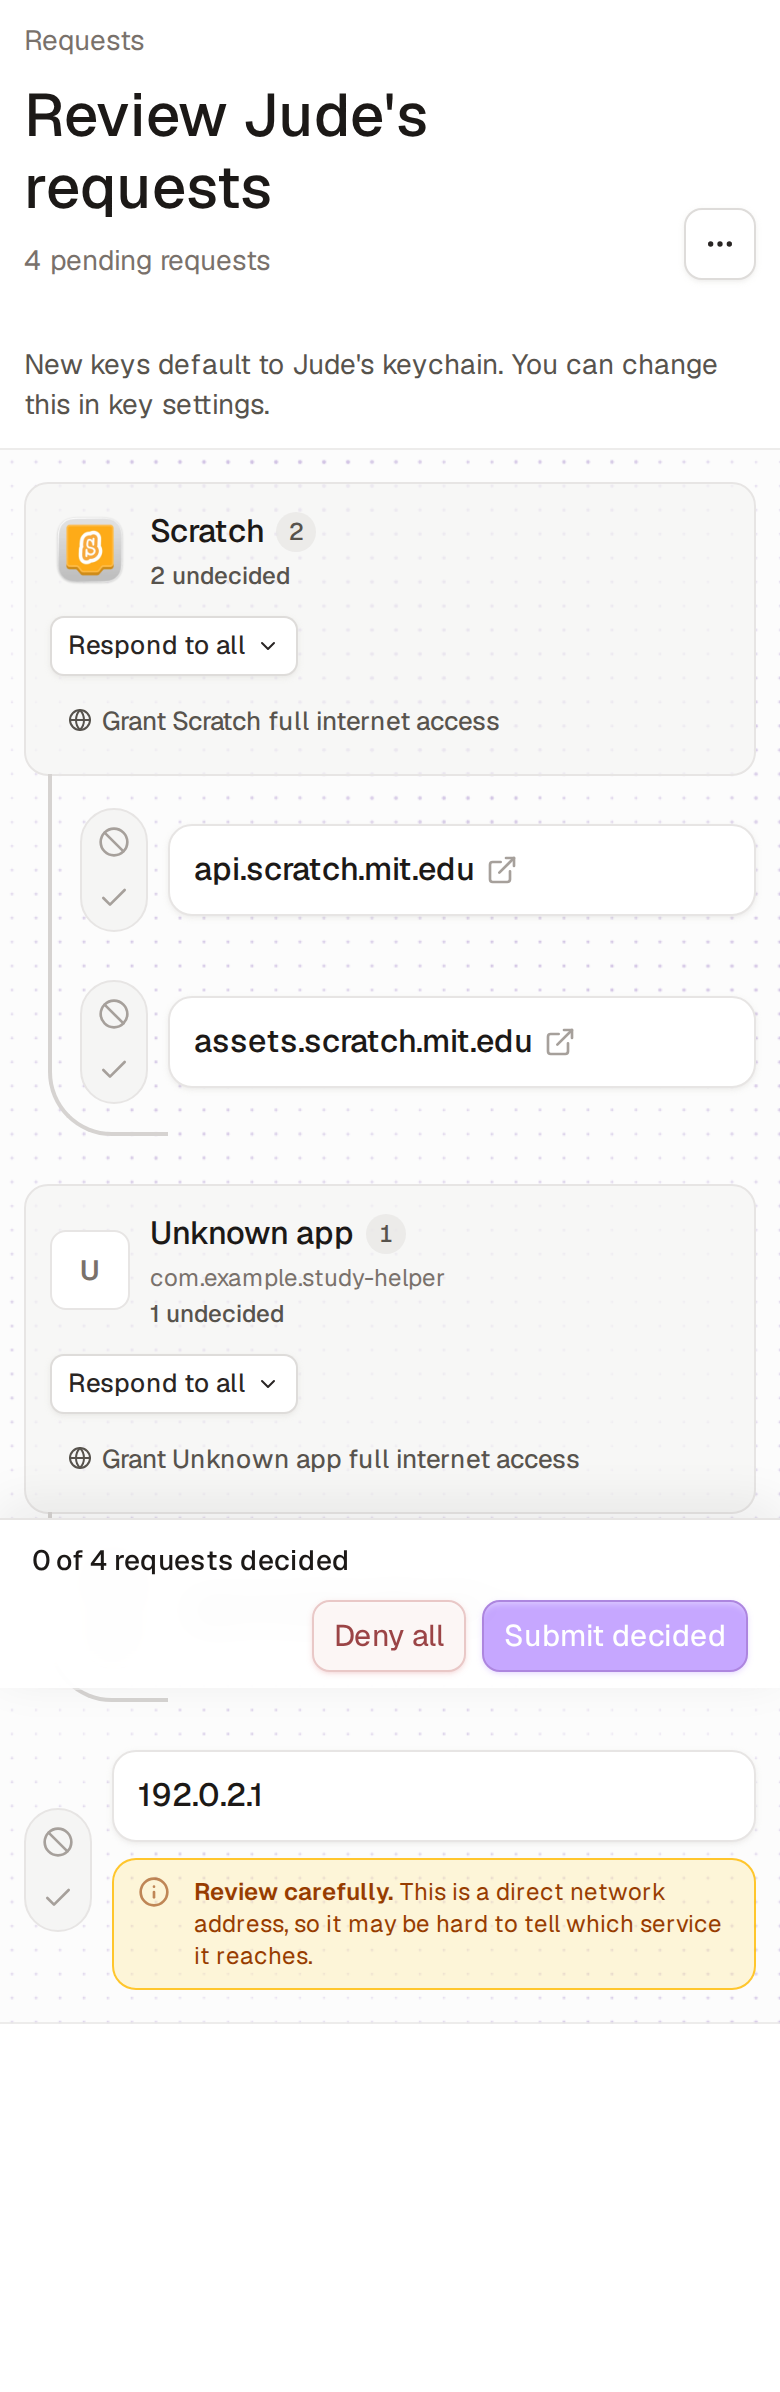 Requests
Review Jude's
requests
4 pending requests
New keys default to Jude's keychain. You can change
this in key settings.
Scratch 2
2 undecided
Respond to all
Grant Scratch full internet access
api.scratch.mit.edu
assets.scratch.mit.edu
Unknown app 1
U
com.example.study-helper
1 undecided
Respond to all
Grant Unknown app full internet access
0 of 4 requests decided
Deny all
Submit decided
192.0.2.1
Review carefully. This is a direct network
address, so it may be hard to tell which service
it reaches.